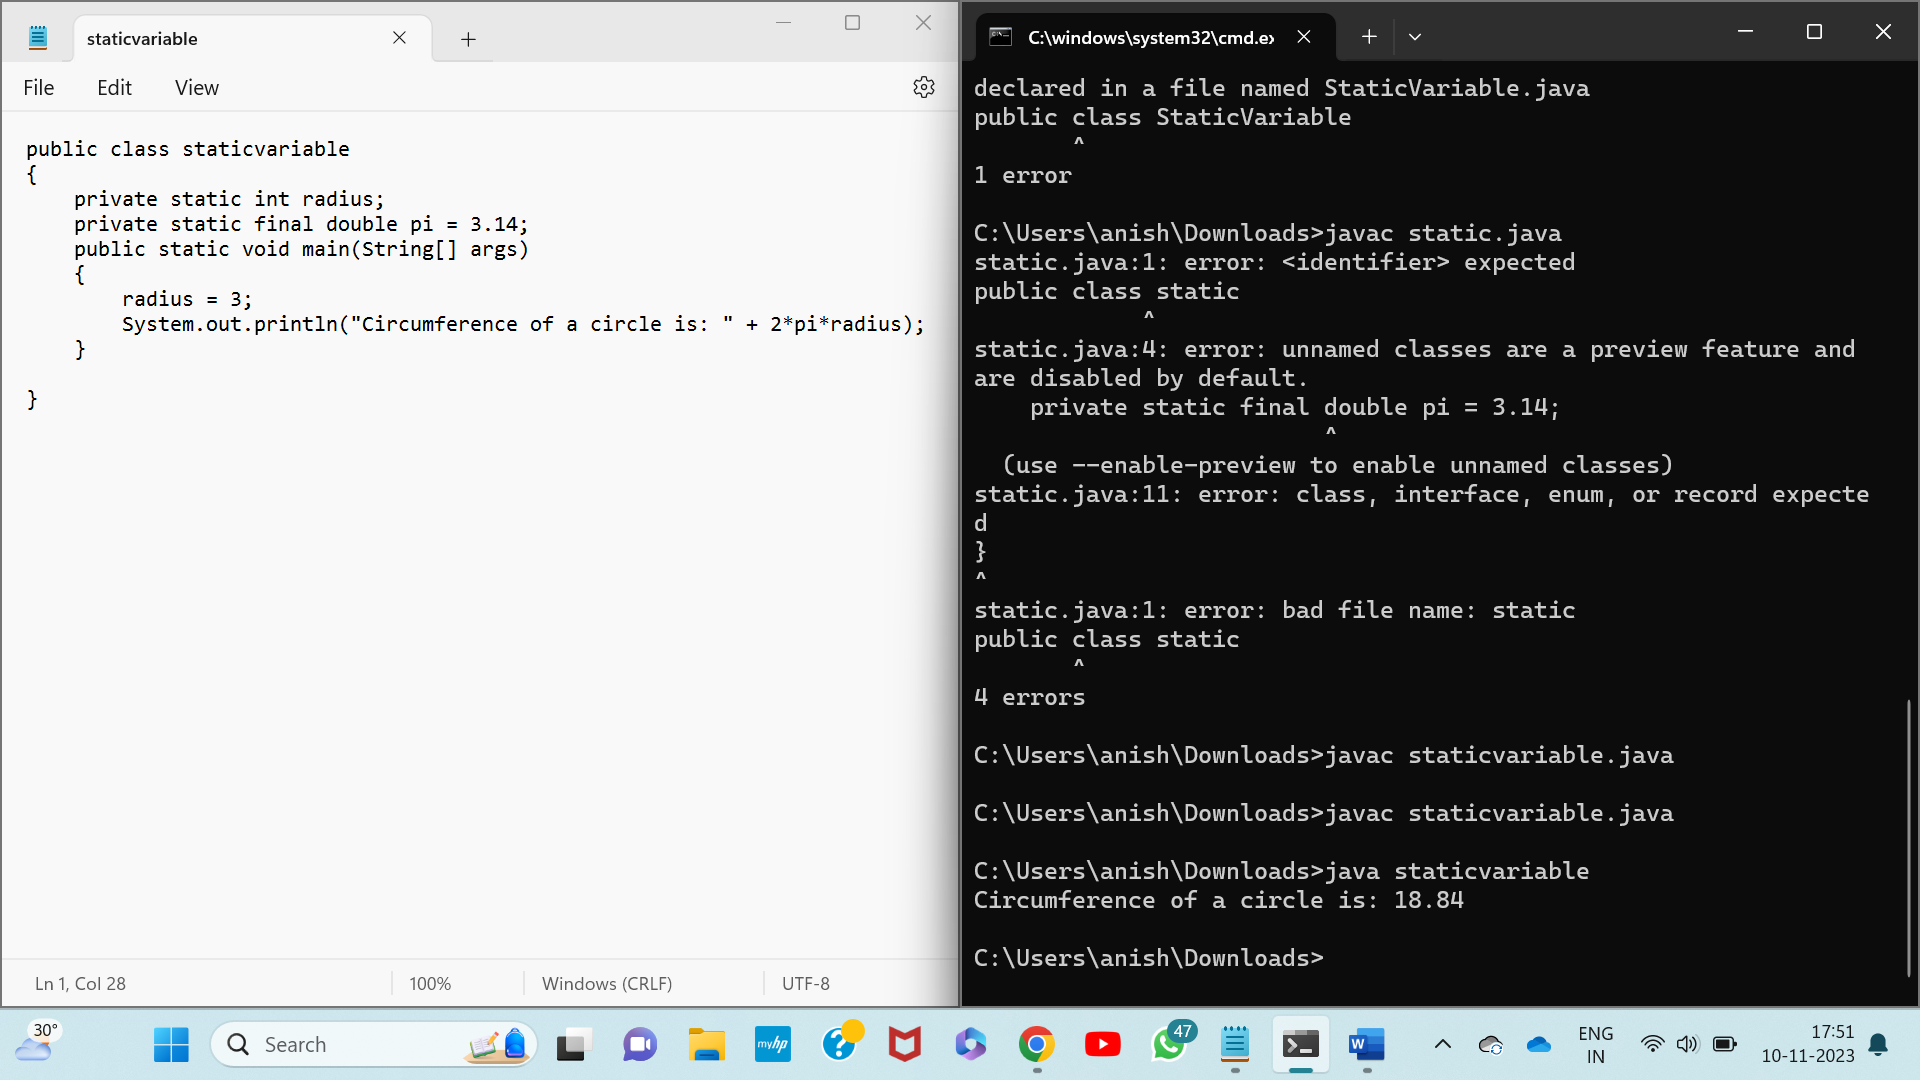 staticvariable
File Edit View
public class staticvariable
{
    private static int radius;
    private static final double pi = 3.14;
    public static void main(String[] args)
    {
        radius = 3;
        System.out.println("Circumference of a circle is: " + 2*pi*radius);
    }
}
Ln 1, Col 28 100% Windows (CRLF) UTF-8
C:\windows\system32\cmd.ex
declared in a file named StaticVariable.java
public class StaticVariable
       ^
1 error
C:\Users\anish\Downloads>javac static.java
static.java:1: error: <identifier> expected
public class static
            ^
static.java:4: error: unnamed classes are a preview feature and
are disabled by default.
    private static final double pi = 3.14;
                         ^
  (use --enable-preview to enable unnamed classes)
static.java:11: error: class, interface, enum, or record expecte
d
}
^
static.java:1: error: bad file name: static
public class static
       ^
4 errors
C:\Users\anish\Downloads>javac staticvariable.java
C:\Users\anish\Downloads>javac staticvariable.java
C:\Users\anish\Downloads>java staticvariable
Circumference of a circle is: 18.84
C:\Users\anish\Downloads>
30°
Search
myhp
?
47
W
ENG
IN
17:51
10-11-2023